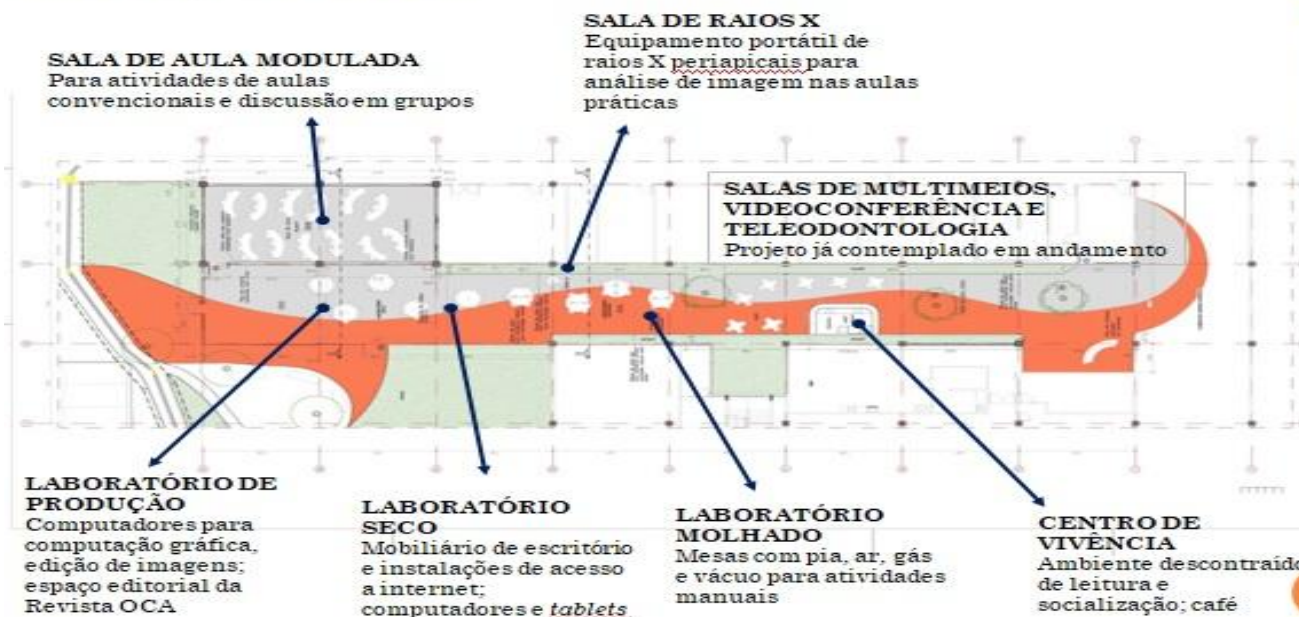 SALA DE RAIOS X
Equipamento portátil de
raios X periapicais para
análise de imagem nas aulas
práticas
SALA DE AULA MODULADA
Para atividades de aulas
convencionais e discussão em grupos
SALAS DE MULTIMEIOS,
VIDEOCONFERÊNCIA E
TELEODONTOLOGIA
Projeto já contemplado em andamento
LABORATÓRIO DE
PRODUÇÃO
Computadores para
computação gráfica,
edição de imagens;
espaço editorial da
Revista OCA
LABORATÓRIO
SECO
Mobiliário de escritório
e instalações de acesso
a internet;
computadores e tablets
LABORATÓRIO
MOLHADO
Mesas com pia, ar, gás
e vácuo para atividades
manuais
CENTRO DE
VIVÊNCIA
Ambiente descontraído
de leitura e
socialização; café